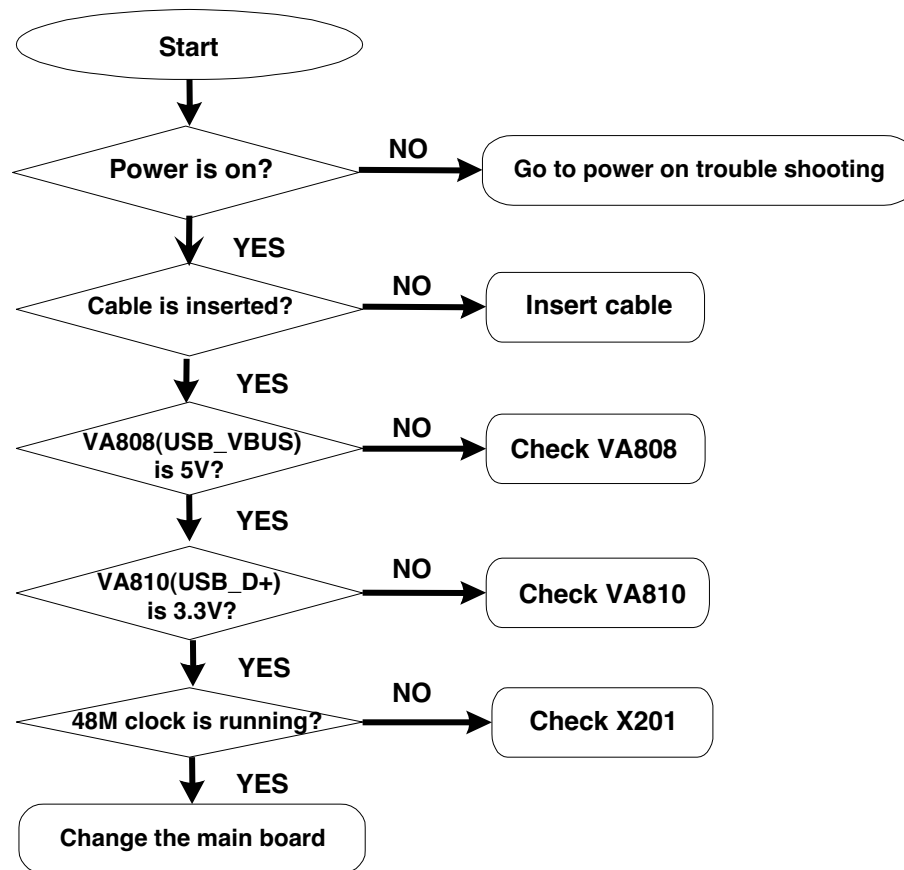 Start
Power is on?
NO
Go to power on trouble shooting
YES
Cable is inserted?
NO
Insert cable
YES
VA808(USB_VBUS)
is 5V?
NO
Check VA808
YES
VA810(USB_D+)
is 3.3V?
NO
Check VA810
YES
48M clock is running?
NO
Check X201
YES
Change the main board